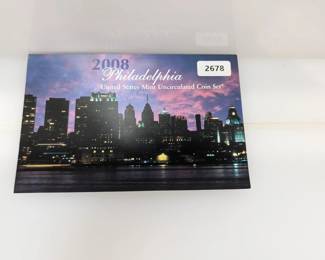 2008
Philadelphia
United States Mint Uncirculated Coin Set®
2678